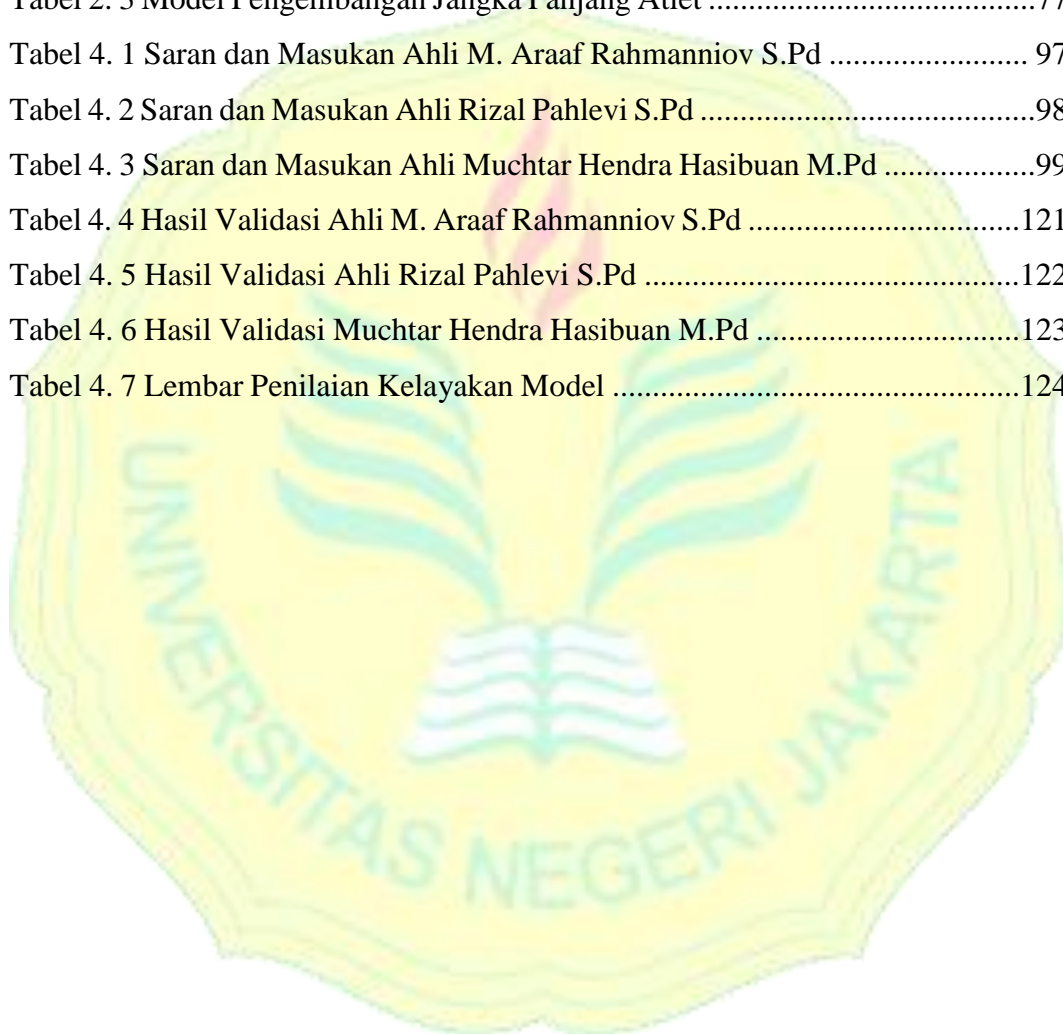 Tabel 2. 3 Model Pengembangan Jangka Panjang Atlet ............................................77
Tabel 4. 1 Saran dan Masukan Ahli M. Araaf Rahmanniov S.Pd ......................... 97
Tabel 4. 2 Saran dan Masukan Ahli Rizal Pahlevi S.Pd ..........................................98
Tabel 4. 3 Saran dan Masukan Ahli Muchtar Hendra Hasibuan M.Pd ...................99
Tabel 4. 4 Hasil Validasi Ahli M. Araaf Rahmanniov S.Pd ..................................121
Tabel 4. 5 Hasil Validasi Ahli Rizal Pahlevi S.Pd ...............................................122
Tabel 4. 6 Hasil Validasi Muchtar Hendra Hasibuan M.Pd .................................123
Tabel 4. 7 Lembar Penilaian Kelayakan Model ...................................................124
UNIVERSITAS NEGERI JAKARTA